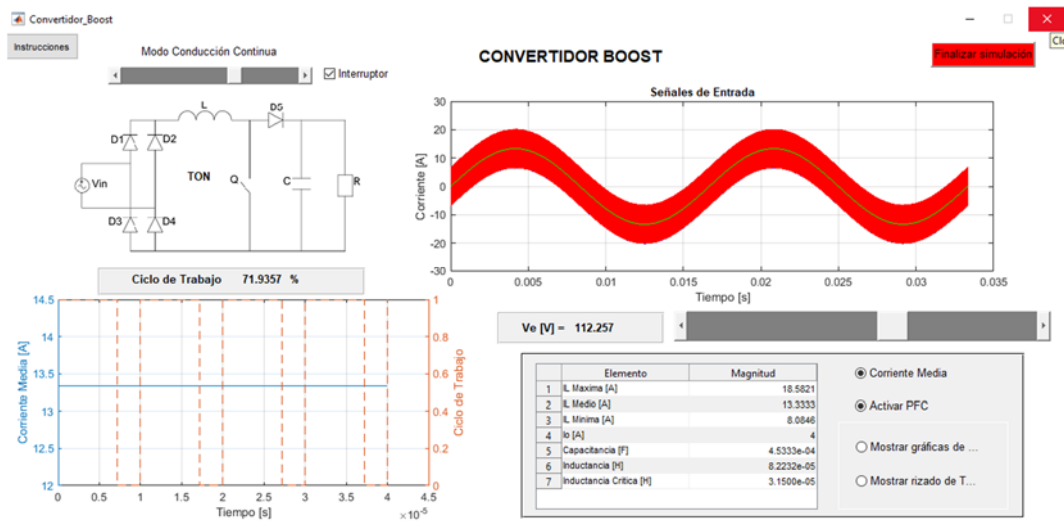 Convertidor_Boost
Instrucciones
Modo Conducción Continua
Interruptor
CONVERTIDOR BOOST
Finalizar simulación
L
D5
D1
D2
Vin
TON
Q
C
R
D3
D4
Ciclo de Trabajo 71.9357 %
Señales de Entrada
30
20
10
0
-10
-20
-30
Corriente [A]
0 0.005 0.01 0.015 0.02 0.025 0.03 0.035
Tiempo [s]
14.5
14
13.5
13
12.5
12
Corriente Media [A]
1
0.8
0.6
0.4
0.2
0
Ciclo de Trabajo
0 0.5 1 1.5 2 2.5 3 3.5 4 4.5
×10⁻⁵
Tiempo [s]
Ve [V] = 112.257
Elemento Magnitud
1 IL Maxima [A] 18.5821
2 IL Medio [A] 13.3333
3 IL Minima [A] 8.0846
4 Io [A] 4
5 Capacitancia [F] 4.5333e-04
6 Inductancia [H] 8.2232e-05
7 Inductancia Critica [H] 3.1500e-05
Corriente Media
Activar PFC
Mostrar gráficas de ...
Mostrar rizado de T...